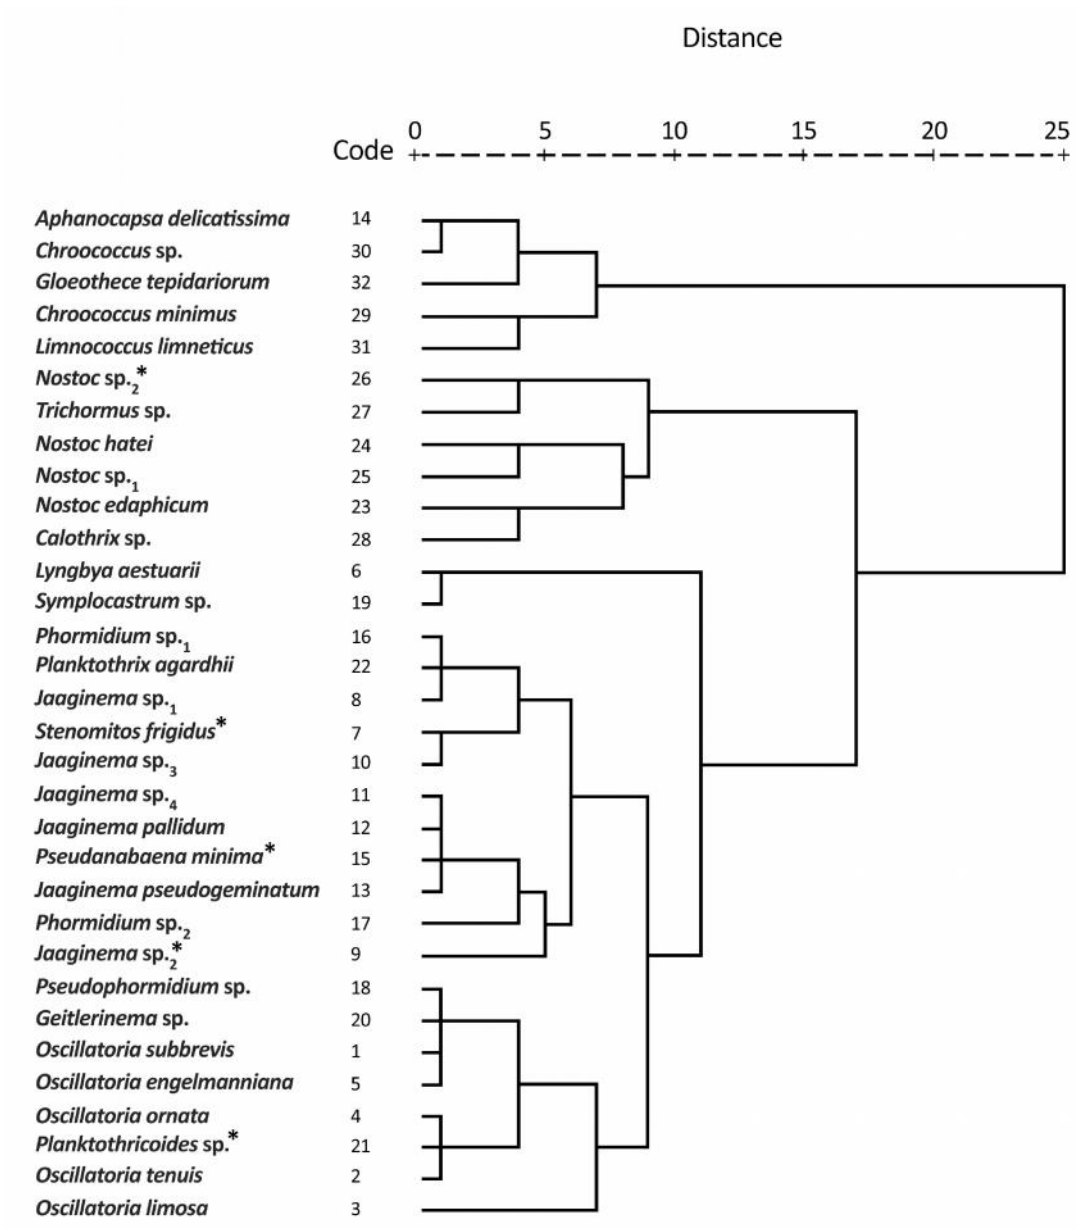 Distance
0 5 10 15 20 25
Code
Aphanocapsa delicatissima 14
Chroococcus sp. 30
Gloeothece tepidariorum 32
Chroococcus minimus 29
Limnococcus limneticus 31
Nostoc sp.₂* 26
Trichormus sp. 27
Nostoc hatei 24
Nostoc sp.₁ 25
Nostoc edaphicum 23
Calothrix sp. 28
Lyngbya aestuarii 6
Symplocastrum sp. 19
Phormidium sp.₁ 16
Planktothrix agardhii 22
Jaaginema sp.₁ 8
Stenomitos frigidus* 7
Jaaginema sp.₃ 10
Jaaginema sp.₄ 11
Jaaginema pallidum 12
Pseudanabaena minima* 15
Jaaginema pseudogeminatum 13
Phormidium sp.₂ 17
Jaaginema sp.₂* 9
Pseudophormidium sp. 18
Geitlerinema sp. 20
Oscillatoria subbrevis 1
Oscillatoria engelmanniana 5
Oscillatoria ornata 4
Planktothricoides sp.* 21
Oscillatoria tenuis 2
Oscillatoria limosa 3